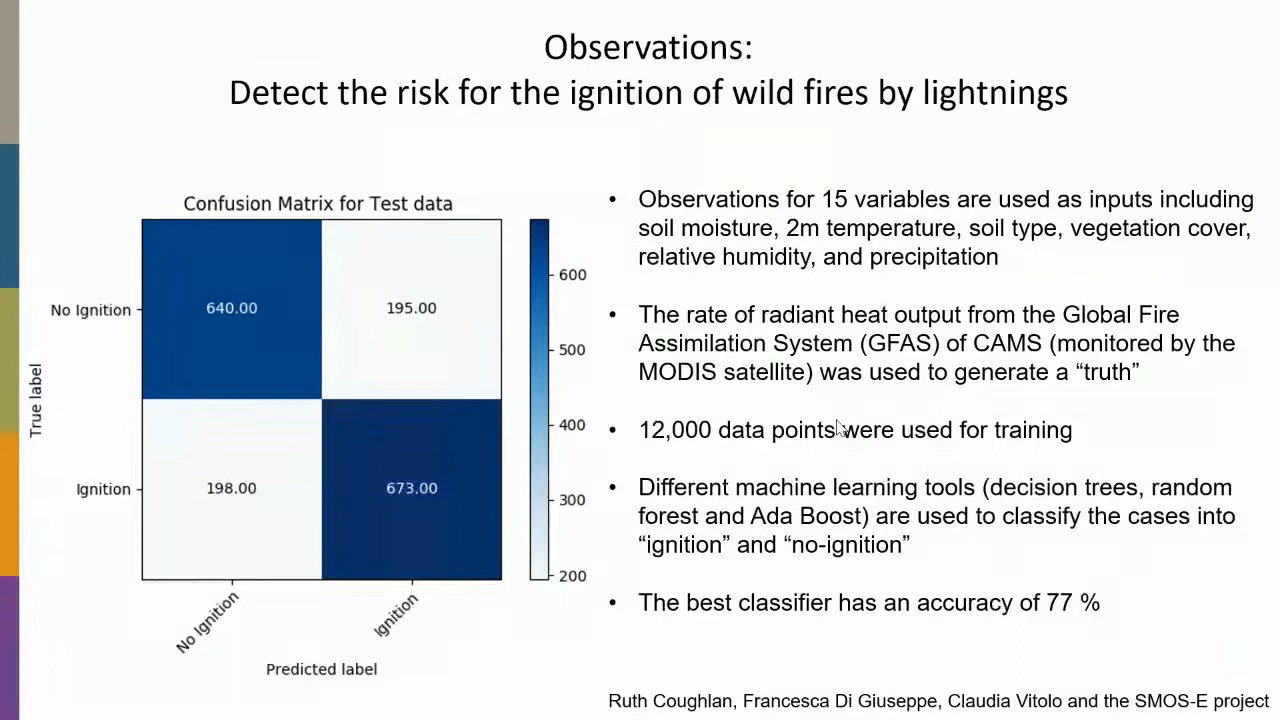 Observations:
Detect the risk for the ignition of wild fires by lightnings
Confusion Matrix for Test data
True label
No Ignition
640.00
195.00
Ignition
198.00
673.00
No Ignition
Ignition
Predicted label
600
500
400
300
200
• Observations for 15 variables are used as inputs including
soil moisture, 2m temperature, soil type, vegetation cover,
relative humidity, and precipitation
• The rate of radiant heat output from the Global Fire
Assimilation System (GFAS) of CAMS (monitored by the
MODIS satellite) was used to generate a “truth”
• 12,000 data points were used for training
• Different machine learning tools (decision trees, random
forest and Ada Boost) are used to classify the cases into
“ignition” and “no-ignition”
• The best classifier has an accuracy of 77 %
Ruth Coughlan, Francesca Di Giuseppe, Claudia Vitolo and the SMOS-E project